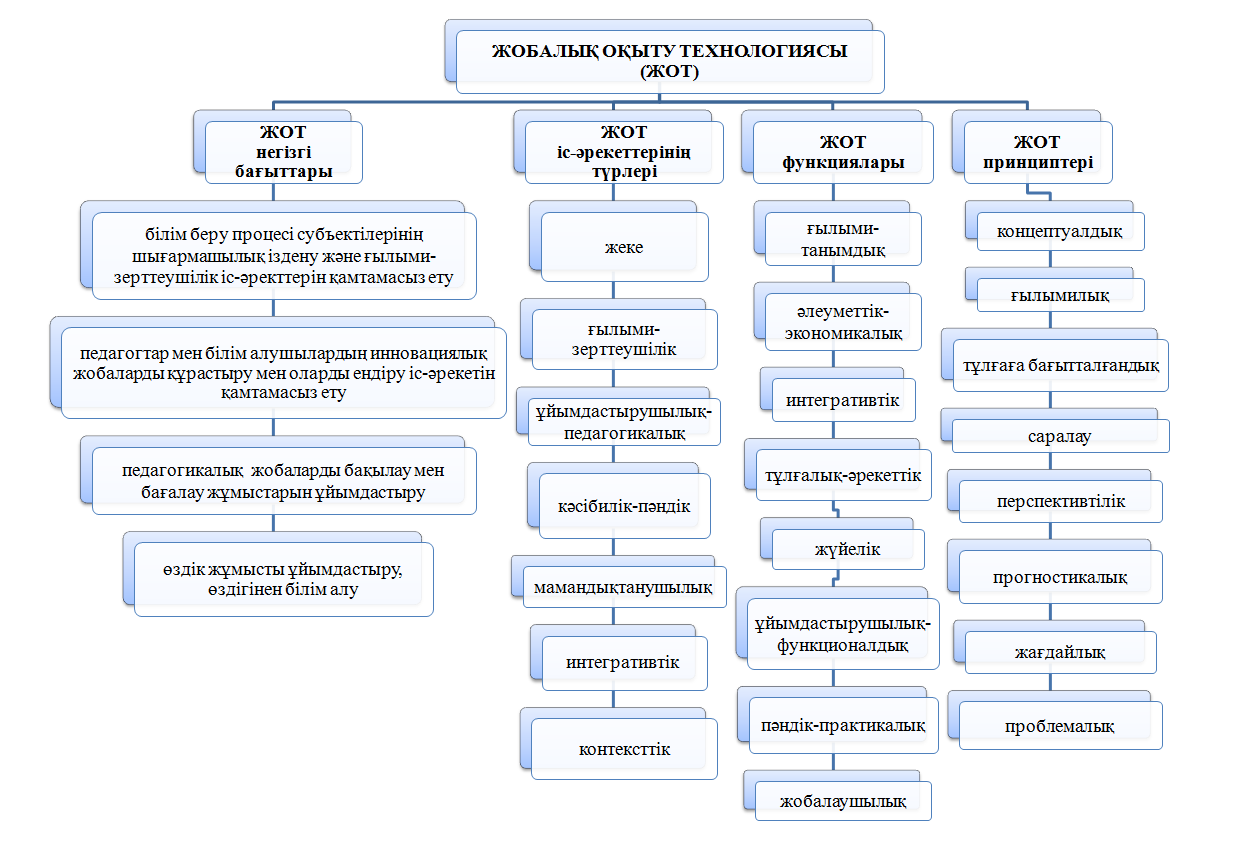 ЖОБАЛЫҚ ОҚЫТУ ТЕХНОЛОГИЯСЫ
(ЖОТ)
ЖОТ
негізгі
бағыттары
білім беру процесі субъектілерінің
шығармашылық іздену және ғылыми-
зерттеушілік іс-әректтерін қамтамасыз ету
педагогтар мен білім алушылардың инновациялық
жобаларды құрастыру мен оларды ендіру іс-әрекетін
қамтамасыз ету
педагогикалық жобаларды бақылау мен
бағалау жұмыстарын ұйымдастыру
өздік жұмысты ұйымдастыру,
өздігінен білім алу
ЖОТ
іс-әрекеттерінің
түрлері
жеке
ғылыми-
зерттеушілік
ұйымдастырушылық-
педагогикалық
кәсібилік-пәндік
мамандықтанушылық
интегративтік
контексттік
ЖОТ
функциялары
ғылыми-
танымдық
әлеуметтік-
экономикалық
интегративтік
тұлғалық-әрекеттік
жүйелік
ұйымдастырушылық-
функционалдық
пәндік-практикалық
жобалаушылық
ЖОТ
принциптері
концептуалдық
ғылымилық
тұлғаға бағытталғандық
саралау
перспективтілік
прогностикалық
жағдайлық
проблемалық